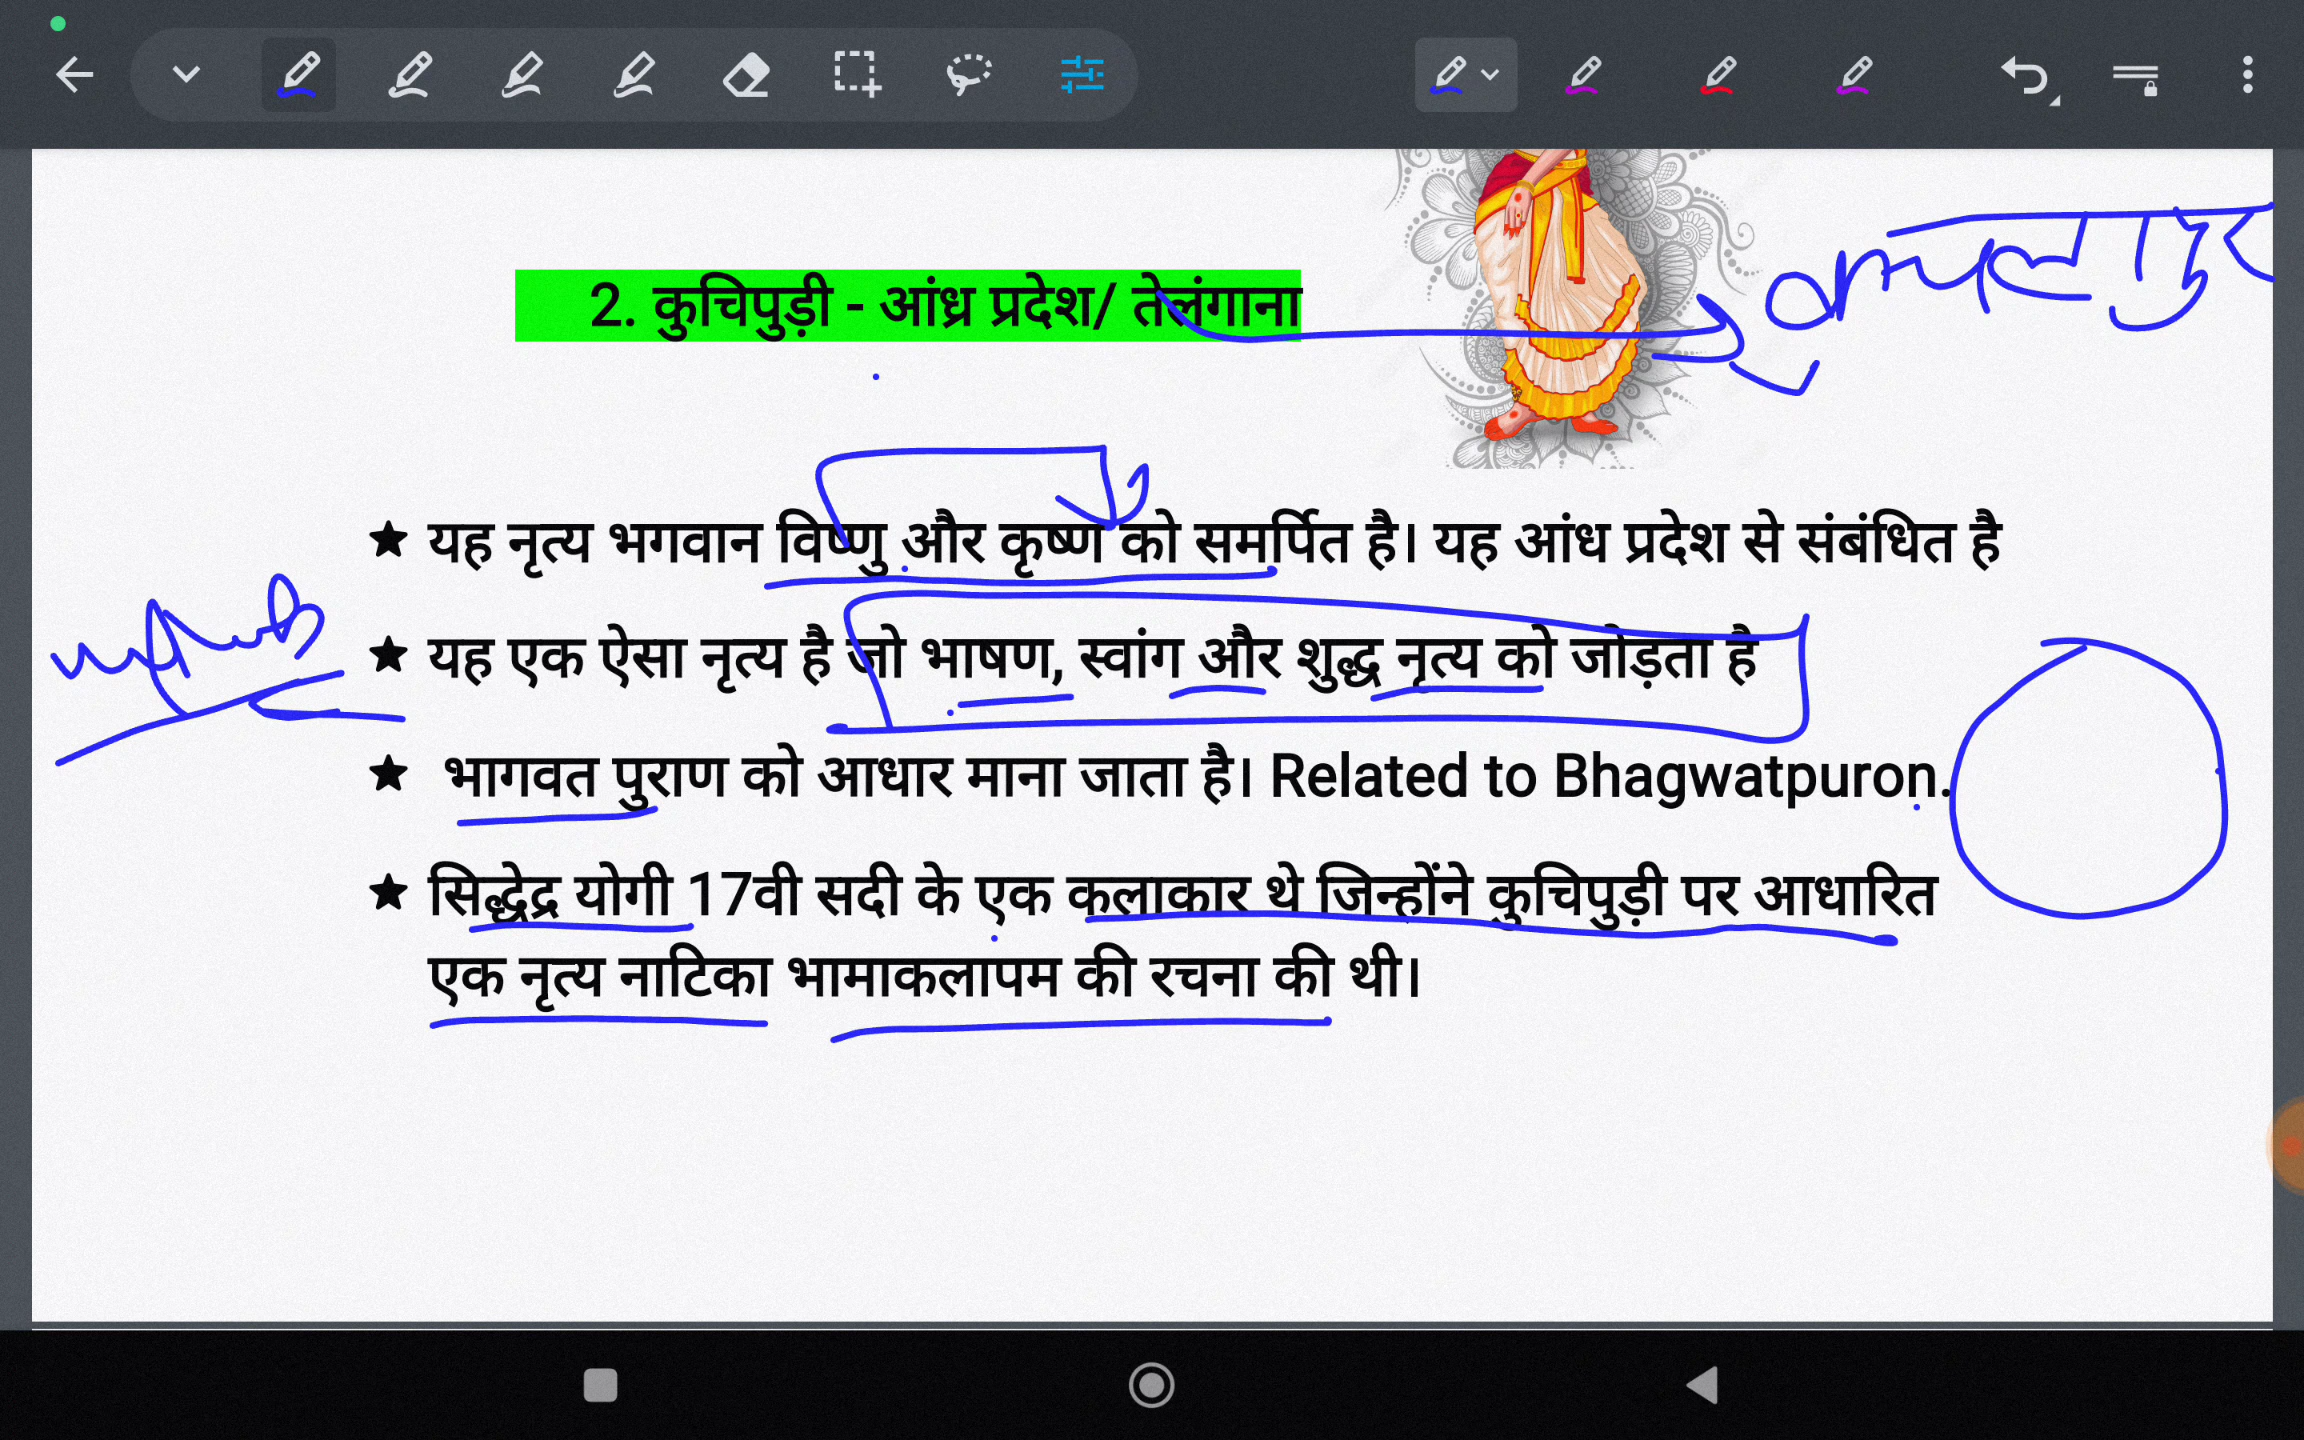 2. कुचिपुड़ी - आंध्र प्रदेश/ तेलंगाना
★ यह नृत्य भगवान विष्णु और कृष्ण को समर्पित है। यह आंध प्रदेश से संबंधित है
★ यह एक ऐसा नृत्य है जो भाषण, स्वांग और शुद्ध नृत्य को जोड़ता है
★ भागवत पुराण को आधार माना जाता है। Related to Bhagwatpuron.
★ सिद्धेद्र योगी 17वी सदी के एक कलाकार थे जिन्होंने कुचिपुड़ी पर आधारित
एक नृत्य नाटिका भामाकलापम की रचना की थी।